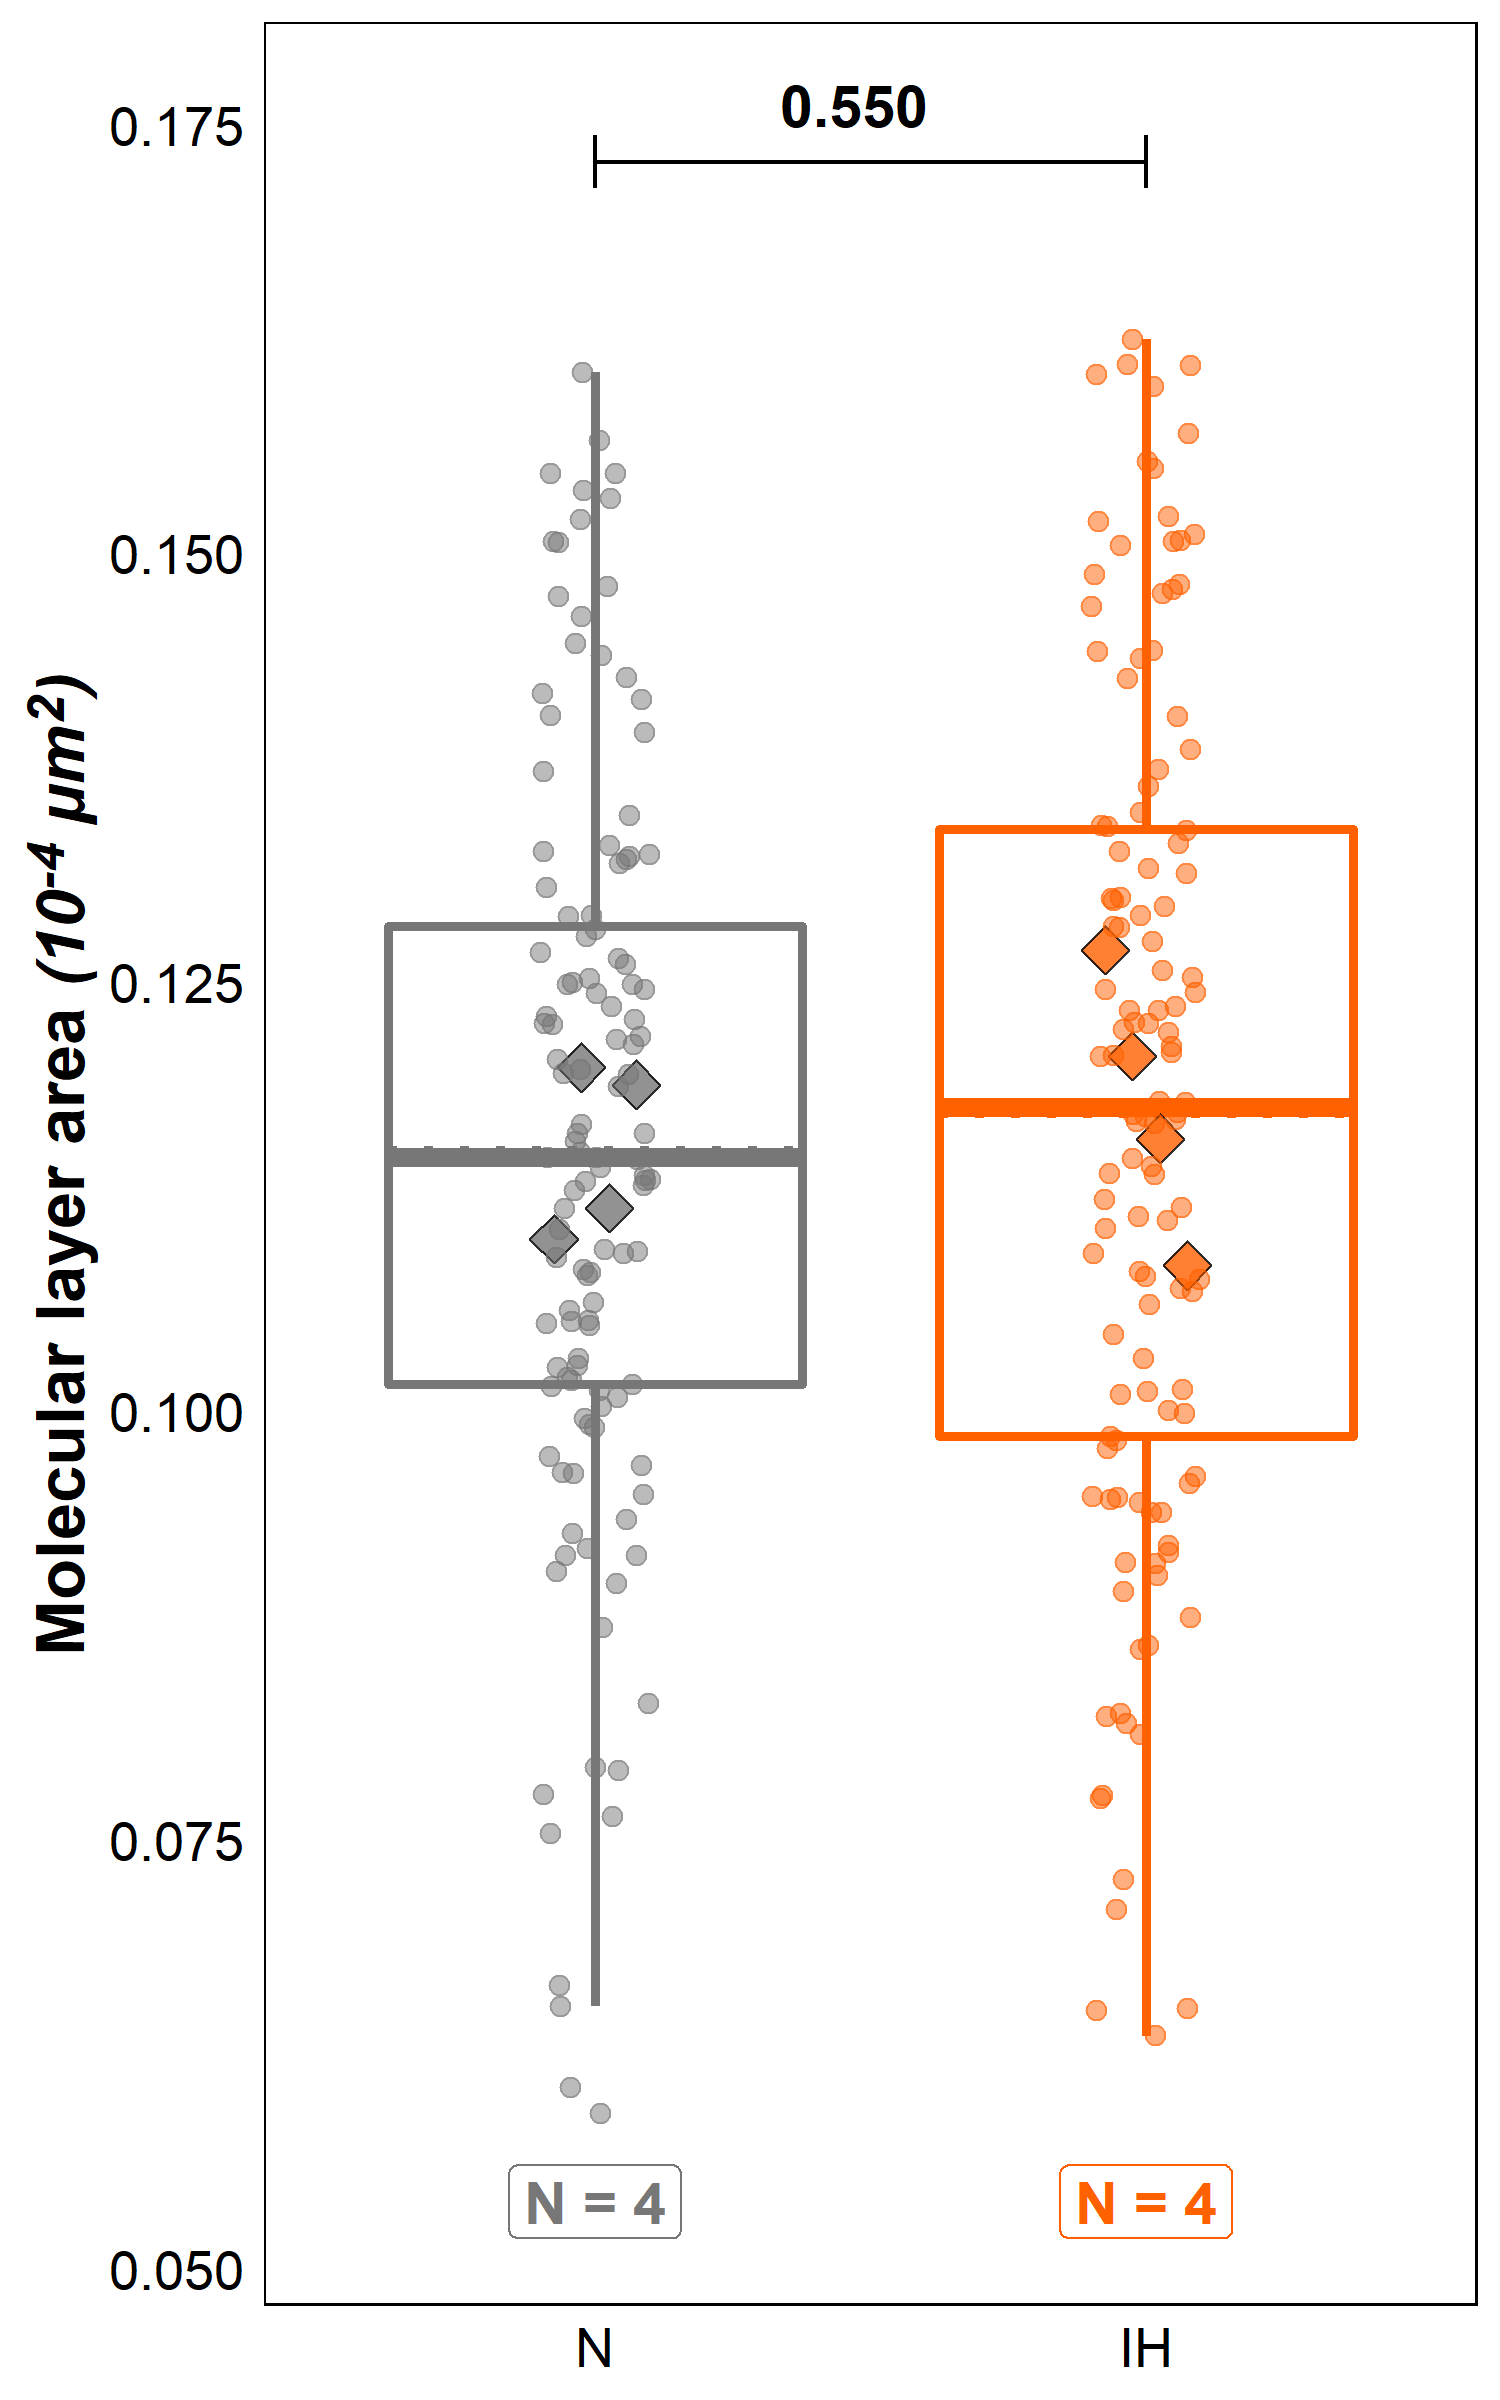 0.550
0.175
0.150
0.125
0.100
0.075
0.050
Molecular layer area (10⁻⁴ µm²)
N = 4
N = 4
N
IH